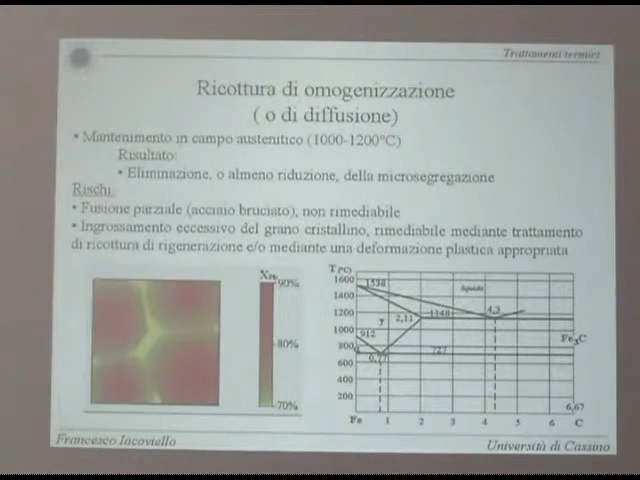 Trattamenti termici
Ricottura di omogenizzazione
( o di diffusione)
• Mantenimento in campo austenitico (1000-1200°C)
Risultato:
• Eliminazione, o almeno riduzione, della microsegregazione
Rischi
• Fusione parziale (acciaio bruciato), non rimediabile
• Ingrossamento eccessivo del grano cristallino, rimediabile mediante trattamento
di ricottura di rigenerazione e/o mediante una deformazione plastica appropriata
90%
80%
70%
1600
1400
1200
1000
800
600
400
200
1538
liquido
γ
2,11
1148
4,3
912
0,77
727
Fe3C
6,67
Fe 1 2 3 4 5 6 C
Francesco Iacoviello
Università di Cassino